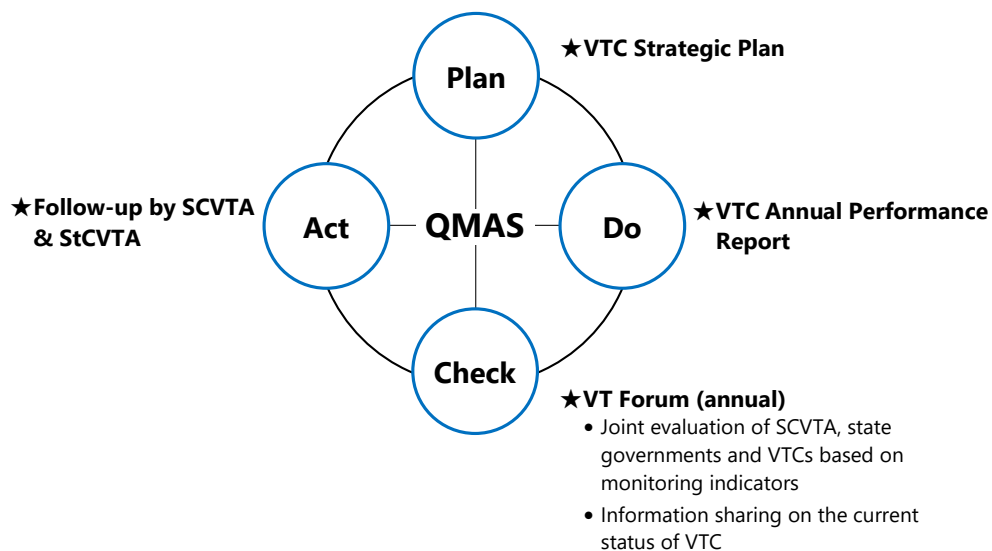 Plan
★VTC Strategic Plan
★Follow-up by SCVTA
& StCVTA
Act
QMAS
Do
★VTC Annual Performance
Report
Check
★VT Forum (annual)
• Joint evaluation of SCVTA, state
governments and VTCs based on
monitoring indicators
• Information sharing on the current
status of VTC